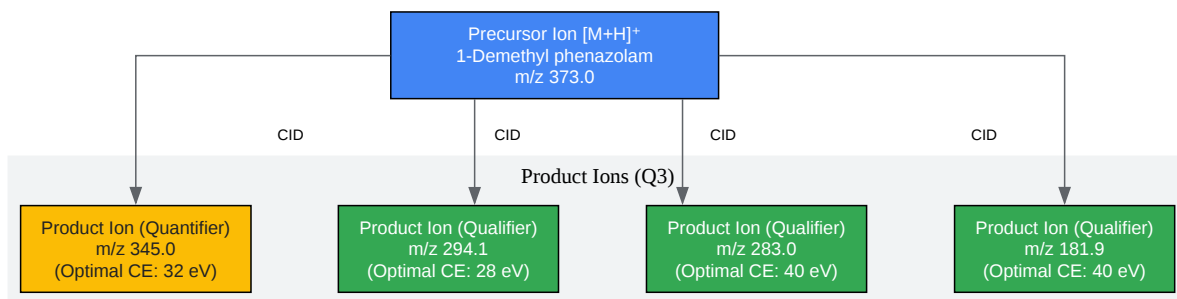 Precursor Ion [M+H]⁺
1-Demethyl phenazolam
m/z 373.0
CID
CID
CID
CID
Product Ions (Q3)
Product Ion (Quantifier)
m/z 345.0
(Optimal CE: 32 eV)
Product Ion (Qualifier)
m/z 294.1
(Optimal CE: 28 eV)
Product Ion (Qualifier)
m/z 283.0
(Optimal CE: 40 eV)
Product Ion (Qualifier)
m/z 181.9
(Optimal CE: 40 eV)